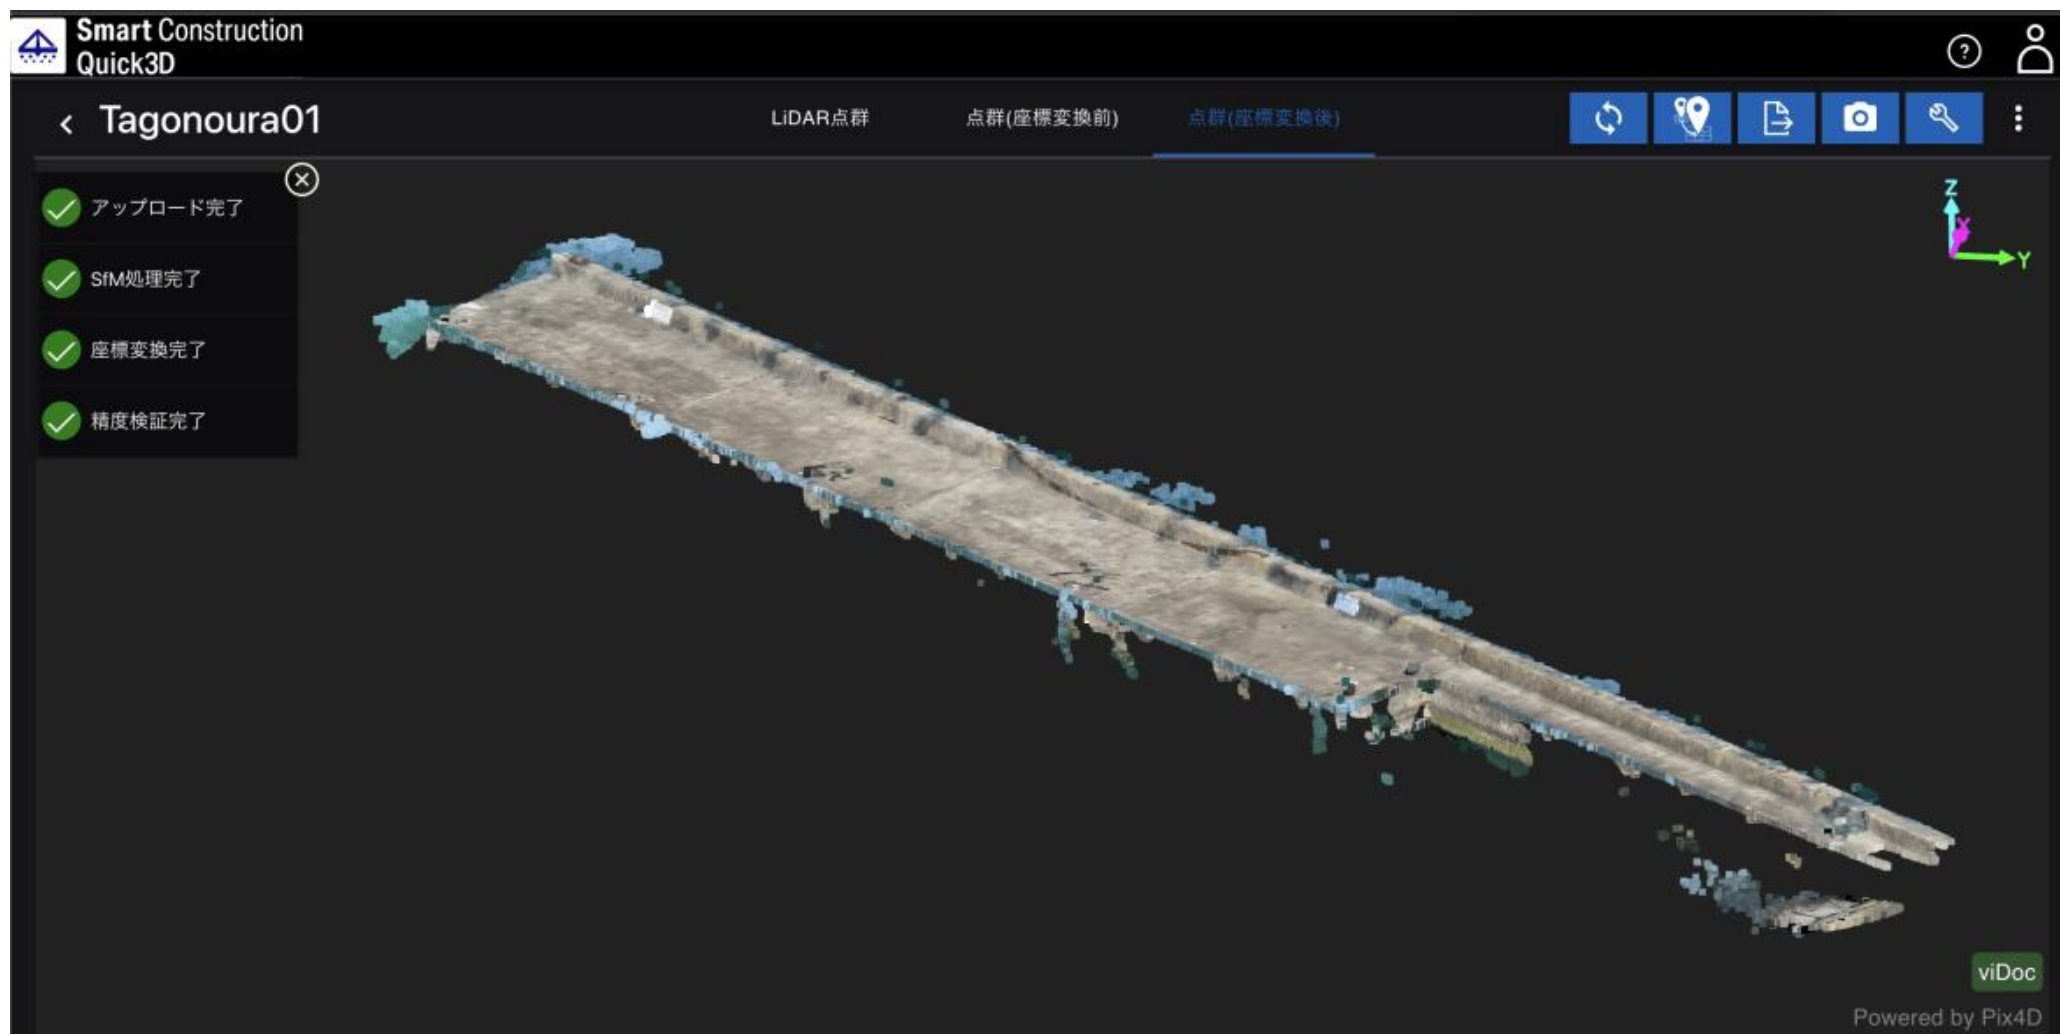 Smart Construction
Quick3D
?
Tagonoura01
LiDAR点群
点群(座標変換前)
点群(座標変換後)
アップロード完了
SfM処理完了
座標変換完了
精度検証完了
Z
X
Y
viDoc
Powered by Pix4D